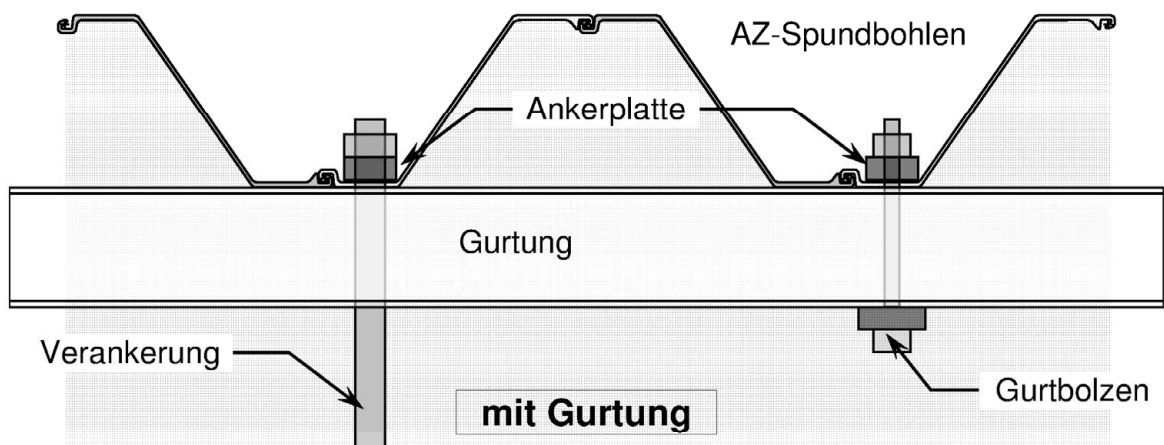 AZ-Spundbohlen
Ankerplatte
Gurtung
Verankerung
Gurtbolzen
mit Gurtung